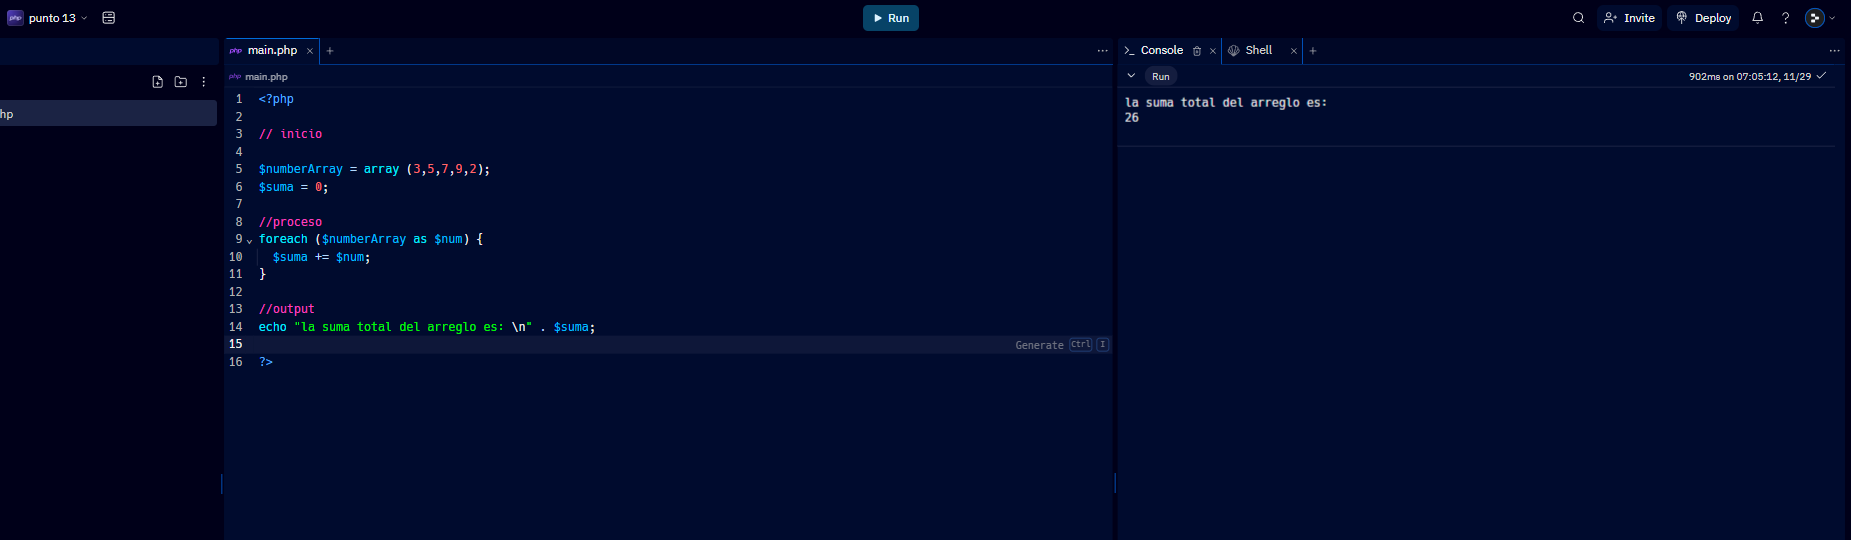 php punto 13
Run
Invite
Deploy
hp
php main.php
php main.php
1 <?php
2
3 // inicio
4
5 $numberArray = array (3,5,7,9,2);
6 $suma = 0;
7
8 //proceso
9 foreach ($numberArray as $num) {
10 $suma += $num;
11 }
12
13 //output
14 echo "la suma total del arreglo es: \n" . $suma;
15
Generate Ctrl I
16 ?>
Console
Shell
Run
902ms on 07:05:12, 11/29
la suma total del arreglo es:
26